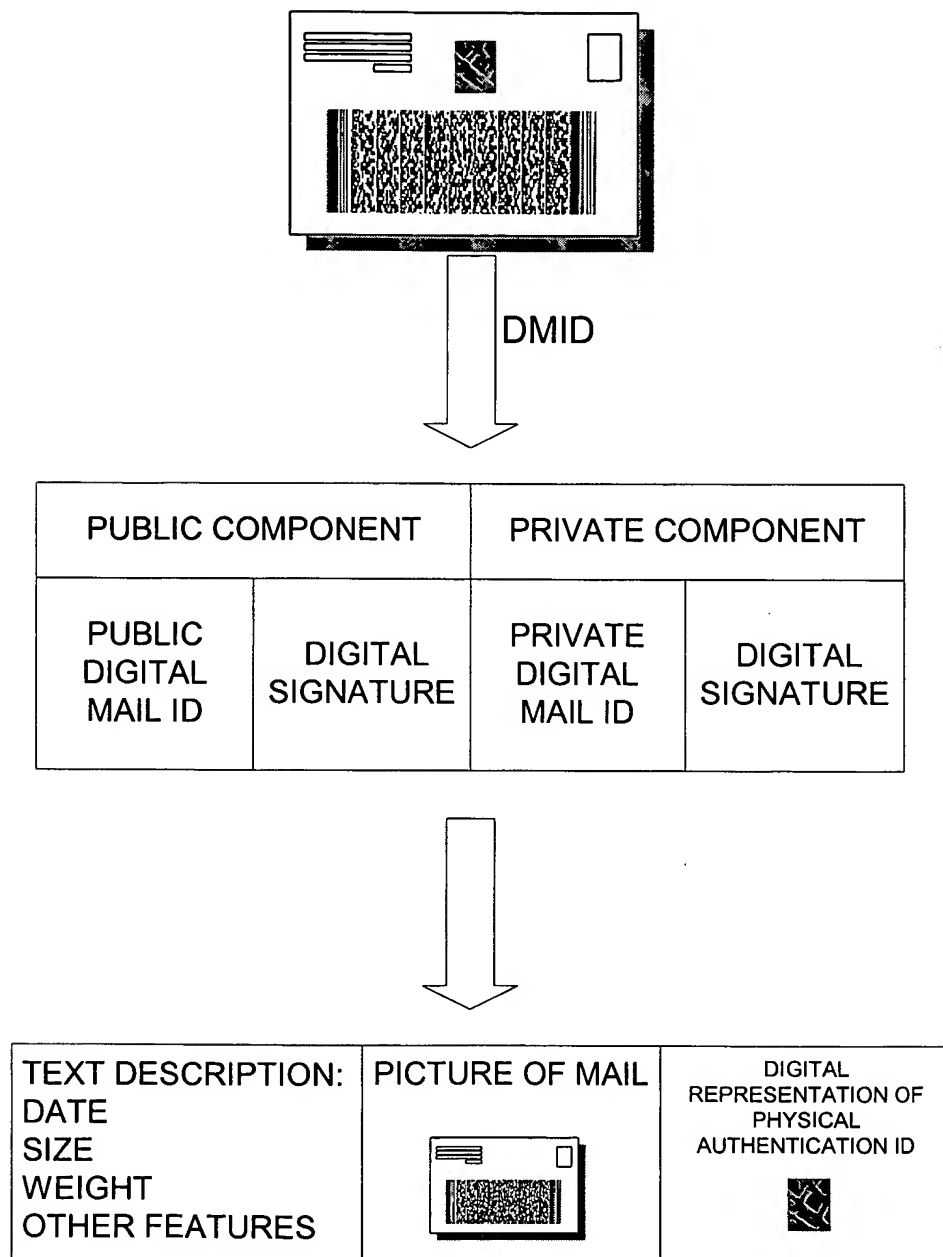 DMID
PUBLIC COMPONENT
PRIVATE COMPONENT
PUBLIC
DIGITAL
MAIL ID
DIGITAL
SIGNATURE
PRIVATE
DIGITAL
MAIL ID
DIGITAL
SIGNATURE
TEXT DESCRIPTION:
DATE
SIZE
WEIGHT
OTHER FEATURES
PICTURE OF MAIL
DIGITAL
REPRESENTATION OF
PHYSICAL
AUTHENTICATION ID